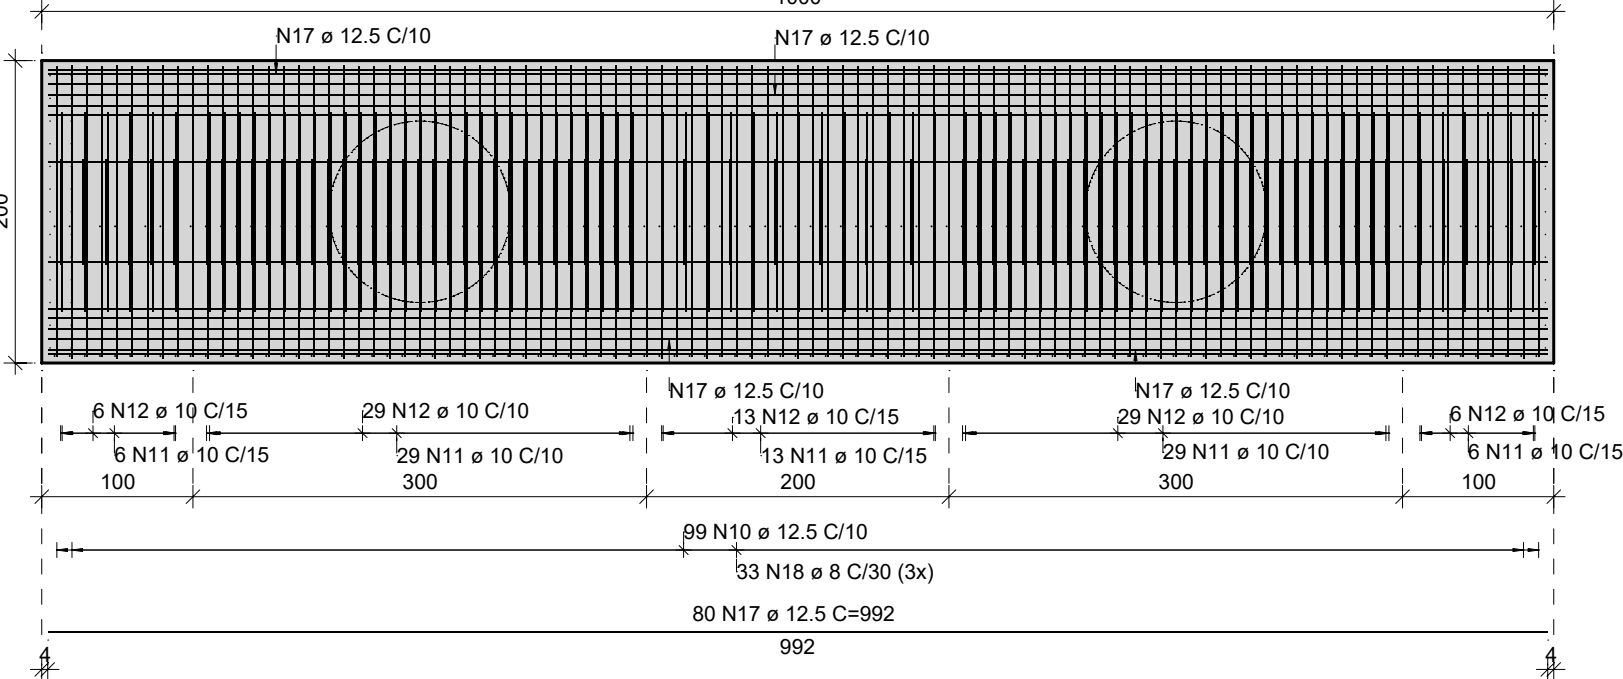 N17 ø 12.5 C/10
N17 ø 12.5 C/10
N17 ø 12.5 C/10
N17 ø 12.5 C/10
6 N12 ø 10 C/15
29 N12 ø 10 C/10
13 N12 ø 10 C/15
29 N12 ø 10 C/10
6 N12 ø 10 C/15
6 N11 ø 10 C/15
29 N11 ø 10 C/10
13 N11 ø 10 C/15
29 N11 ø 10 C/10
6 N11 ø 10 C/15
100
300
200
300
100
99 N10 ø 12.5 C/10
33 N18 ø 8 C/30 (3x)
80 N17 ø 12.5 C=992
992
4
4